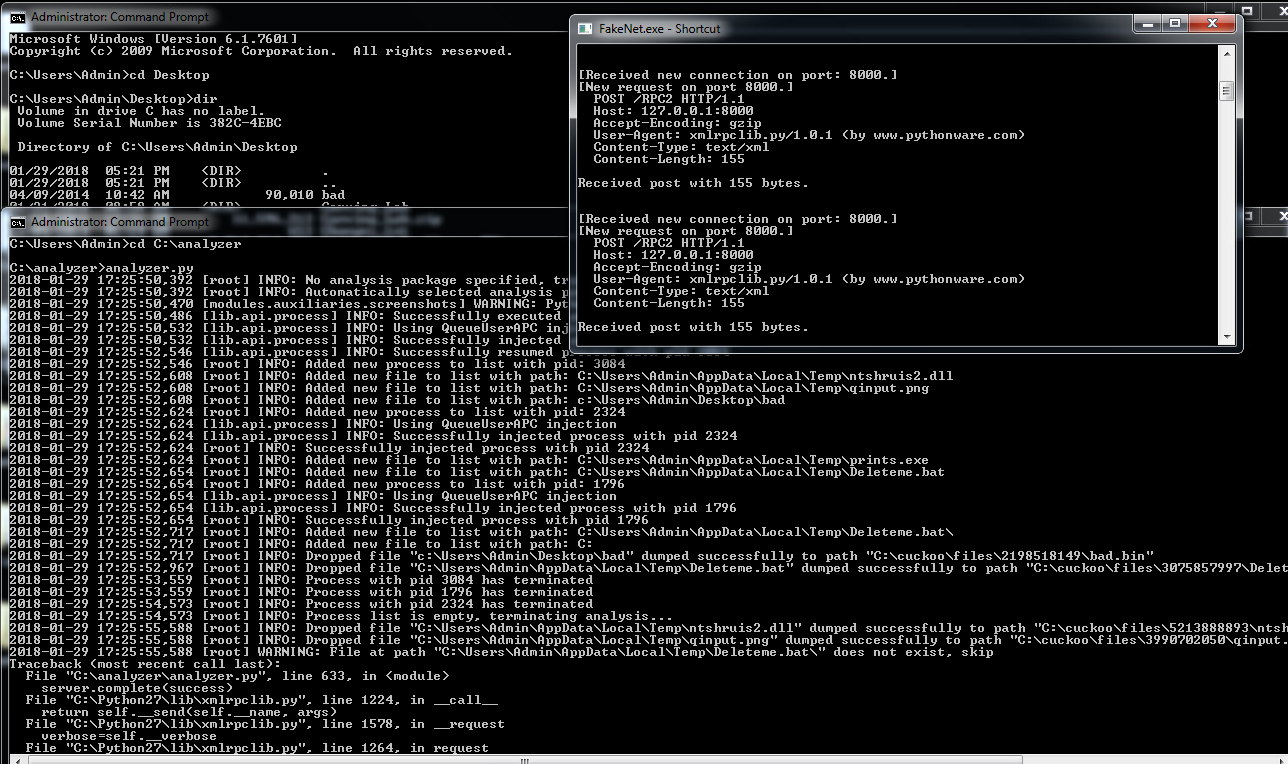 Administrator: Command Prompt
Microsoft Windows [Version 6.1.7601]
Copyright (c) 2009 Microsoft Corporation.  All rights reserved.
C:\Users\Admin>cd Desktop
C:\Users\Admin\Desktop>dir
Volume in drive C has no label.
Volume Serial Number is 382C-4EBC
Directory of C:\Users\Admin\Desktop
01/29/2018  05:21 PM    <DIR>          .
01/29/2018  05:21 PM    <DIR>          ..
04/09/2014  10:42 AM            90,010 bad
FakeNet.exe - Shortcut
[Received new connection on port: 8000.]
[New request on port 8000.]
POST /RPC2 HTTP/1.1
Host: 127.0.0.1:8000
Accept-Encoding: gzip
User-Agent: xmlrpclib.py/1.0.1 (by www.pythonware.com)
Content-Type: text/xml
Content-Length: 155
Received post with 155 bytes.
[Received new connection on port: 8000.]
[New request on port 8000.]
POST /RPC2 HTTP/1.1
Host: 127.0.0.1:8000
Accept-Encoding: gzip
User-Agent: xmlrpclib.py/1.0.1 (by www.pythonware.com)
Content-Type: text/xml
Content-Length: 155
Received post with 155 bytes.
Administrator: Command Prompt
C:\Users\Admin>cd C:\analyzer
C:\analyzer>analyzer.py
2018-01-29 17:25:50,392 [root] INFO: No analysis package specified,
2018-01-29 17:25:50,392 [root] INFO: Automatically selected analysis
2018-01-29 17:25:50,470 [modules.auxiliaries.screenshots] WARNING:
2018-01-29 17:25:50,486 [lib.api.process] INFO: Successfully executed
2018-01-29 17:25:50,532 [lib.api.process] INFO: Using QueueUserAPC
2018-01-29 17:25:50,532 [lib.api.process] INFO: Successfully injected
2018-01-29 17:25:52,546 [lib.api.process] INFO: Successfully resumed
2018-01-29 17:25:52,546 [root] INFO: Added new process to list with pid: 3084
2018-01-29 17:25:52,608 [root] INFO: Added new file to list with path: C:\Users\Admin\AppData\Local\Temp\ntshruis2.dll
2018-01-29 17:25:52,608 [root] INFO: Added new file to list with path: C:\Users\Admin\AppData\Local\Temp\qinput.png
2018-01-29 17:25:52,608 [root] INFO: Added new file to list with path: c:\Users\Admin\Desktop\bad
2018-01-29 17:25:52,624 [root] INFO: Added new process to list with pid: 2324
2018-01-29 17:25:52,624 [lib.api.process] INFO: Using QueueUserAPC injection
2018-01-29 17:25:52,624 [lib.api.process] INFO: Successfully injected process with pid 2324
2018-01-29 17:25:52,624 [root] INFO: Successfully injected process with pid 2324
2018-01-29 17:25:52,624 [root] INFO: Added new file to list with path: C:\Users\Admin\AppData\Local\Temp\prints.exe
2018-01-29 17:25:52,654 [root] INFO: Added new file to list with path: C:\Users\Admin\AppData\Local\Temp\Deleteme.bat
2018-01-29 17:25:52,654 [root] INFO: Added new process to list with pid: 1796
2018-01-29 17:25:52,654 [lib.api.process] INFO: Using QueueUserAPC injection
2018-01-29 17:25:52,654 [lib.api.process] INFO: Successfully injected process with pid 1796
2018-01-29 17:25:52,654 [root] INFO: Successfully injected process with pid 1796
2018-01-29 17:25:52,717 [root] INFO: Added new file to list with path: C:\Users\Admin\AppData\Local\Temp\Deleteme.bat\
2018-01-29 17:25:52,717 [root] INFO: Added new file to list with path: C:
2018-01-29 17:25:52,717 [root] INFO: Dropped file "c:\Users\Admin\Desktop\bad" dumped successfully to path "C:\cuckoo\files\2198518149\bad.bin"
2018-01-29 17:25:52,967 [root] INFO: Dropped file "C:\Users\Admin\AppData\Local\Temp\Deleteme.bat" dumped successfully to path "C:\cuckoo\files\3075857997\Delet
2018-01-29 17:25:53,559 [root] INFO: Process with pid 3084 has terminated
2018-01-29 17:25:53,559 [root] INFO: Process with pid 1796 has terminated
2018-01-29 17:25:54,573 [root] INFO: Process with pid 2324 has terminated
2018-01-29 17:25:54,573 [root] INFO: Process list is empty, terminating analysis...
2018-01-29 17:25:55,588 [root] INFO: Dropped file "C:\Users\Admin\AppData\Local\Temp\ntshruis2.dll" dumped successfully to path "C:\cuckoo\files\5213888893\ntsh
2018-01-29 17:25:55,588 [root] INFO: Dropped file "C:\Users\Admin\AppData\Local\Temp\qinput.png" dumped successfully to path "C:\cuckoo\files\3990702050\qinput.
2018-01-29 17:25:55,588 [root] WARNING: File at path "C:\Users\Admin\AppData\Local\Temp\Deleteme.bat\" does not exist, skip
Traceback (most recent call last):
File "C:\analyzer\analyzer.py", line 633, in <module>
server.complete(success)
File "C:\Python27\lib\xmlrpclib.py", line 1224, in __call__
return self.__send(self.__name, args)
File "C:\Python27\lib\xmlrpclib.py", line 1578, in __request
verbose=self.__verbose
File "C:\Python27\lib\xmlrpclib.py", line 1264, in request